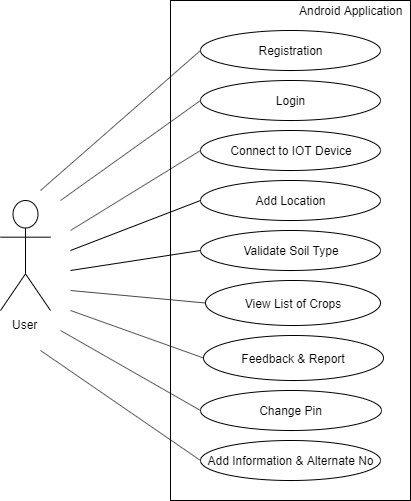 Android Application
Registration
Login
Connect to IOT Device
Add Location
Validate Soil Type
View List of Crops
User
Feedback & Report
Change Pin
Add Information & Alternate No